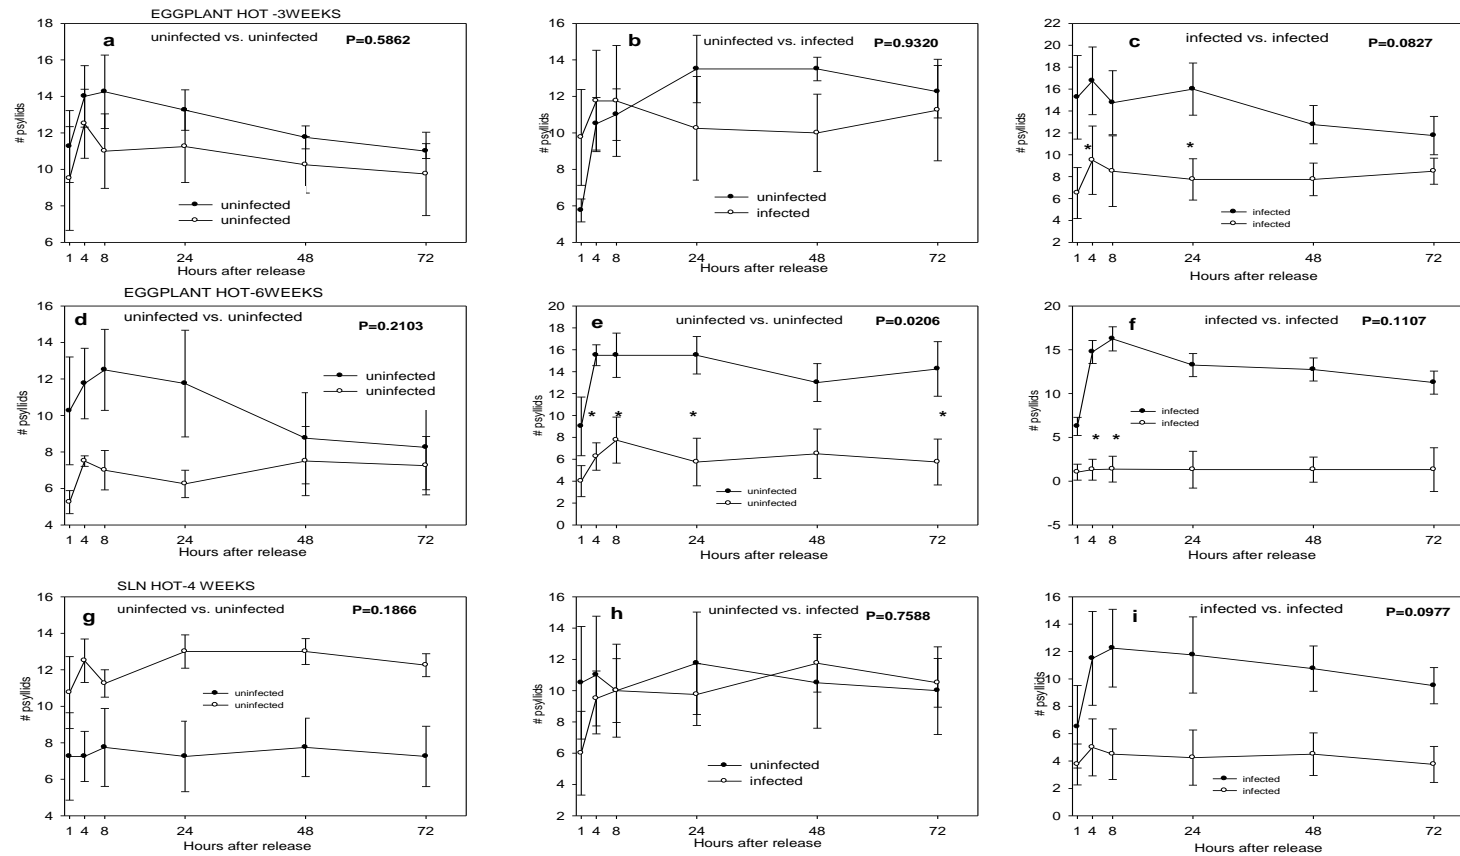 EGGPLANT HOT -3WEEKS
a
uninfected vs. uninfected
P=0.5862
# psyllids
18
16
14
12
10
8
6
uninfected
uninfected
1 4 8 24 48 72
Hours after release
b
uninfected vs. infected
P=0.9320
# psyllids
16
14
12
10
8
6
4
uninfected
infected
1 4 8 24 48 72
Hours after release
c
infected vs. infected
P=0.0827
# psyllids
22
20
18
16
14
12
10
8
6
4
2
* *
infected
infected
1 4 8 24 48 72
Hours after release
EGGPLANT HOT-6WEEKS
d
uninfected vs. uninfected
P=0.2103
# psyllids
16
14
12
10
8
6
4
uninfected
uninfected
1 4 8 24 48 72
Hours after release
e
uninfected vs. uninfected
P=0.0206
# psyllids
20
18
16
14
12
10
8
6
4
2
0
* * * *
uninfected
uninfected
1 4 8 24 48 72
Hours after release
f
infected vs. infected
P=0.1107
# psyllids
20
15
10
5
0
-5
infected
* *
infected
1 4 8 24 48 72
Hours after release
SLN HOT-4 WEEKS
g
uninfected vs. uninfected
P=0.1866
# psyllids
16
14
12
10
8
6
4
uninfected
uninfected
1 4 8 24 48 72
Hours after release
h
uninfected vs. infected
P=0.7588
# psyllids
16
14
12
10
8
6
4
2
uninfected
infected
1 4 8 24 48 72
Hours after release
i
infected vs. infected
P=0.0977
# psyllids
16
14
12
10
8
6
4
2
0
infected
infected
1 4 8 24 48 72
Hours after release